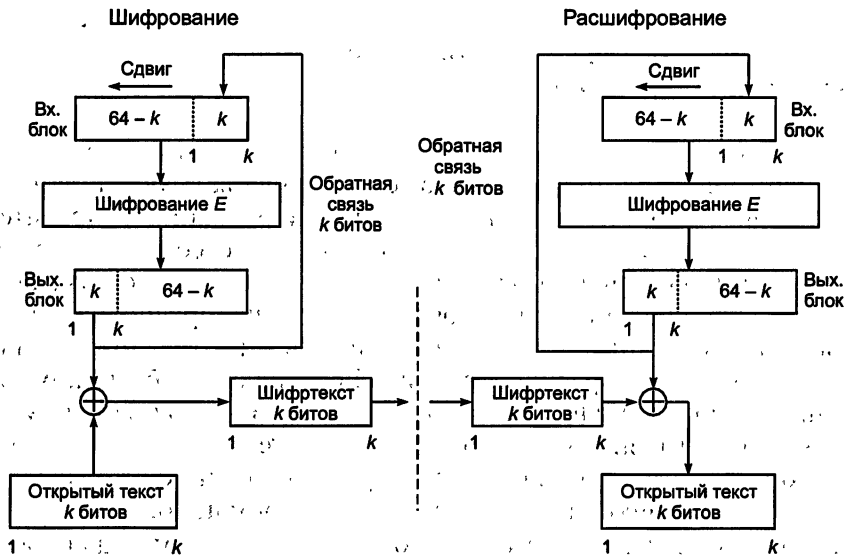 Шифрование
Сдвиг
Вх.
блок
64 – k
k
1
k
Шифрование E
Обратная
связь
k битов
Вых.
блок
k
64 – k
1
k
Шифртекст
k битов
1
k
Открытый текст
k битов
1
k
Расшифрование
Сдвиг
64 – k
k
Вх.
блок
1
k
Обратная
связь
k битов
Шифрование E
k
64 – k
Вых.
блок
1
k
Шифртекст
k битов
1
k
Открытый текст
k битов
1
k